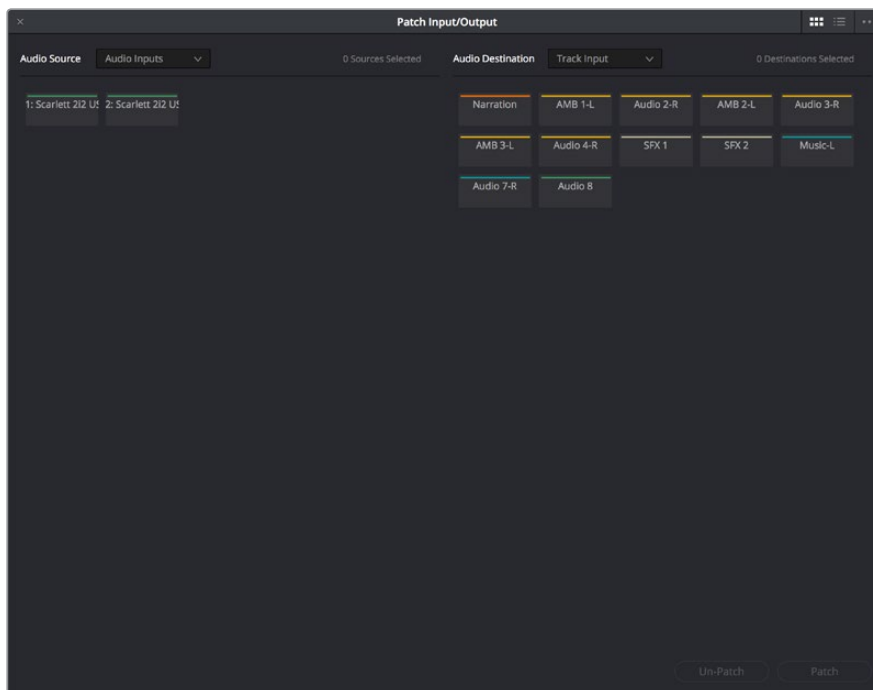 Patch Input/Output
Audio Source Audio Inputs 0 Sources Selected Audio Destination Track Input 0 Destinations Selected
1: Scarlett 2i2 US 2: Scarlett 2i2 US Narration AMB 1-L Audio 2-R AMB 2-L Audio 3-R
AMB 3-L Audio 4-R SFX 1 SFX 2 Music-L
Audio 7-R Audio 8
Un-Patch Patch